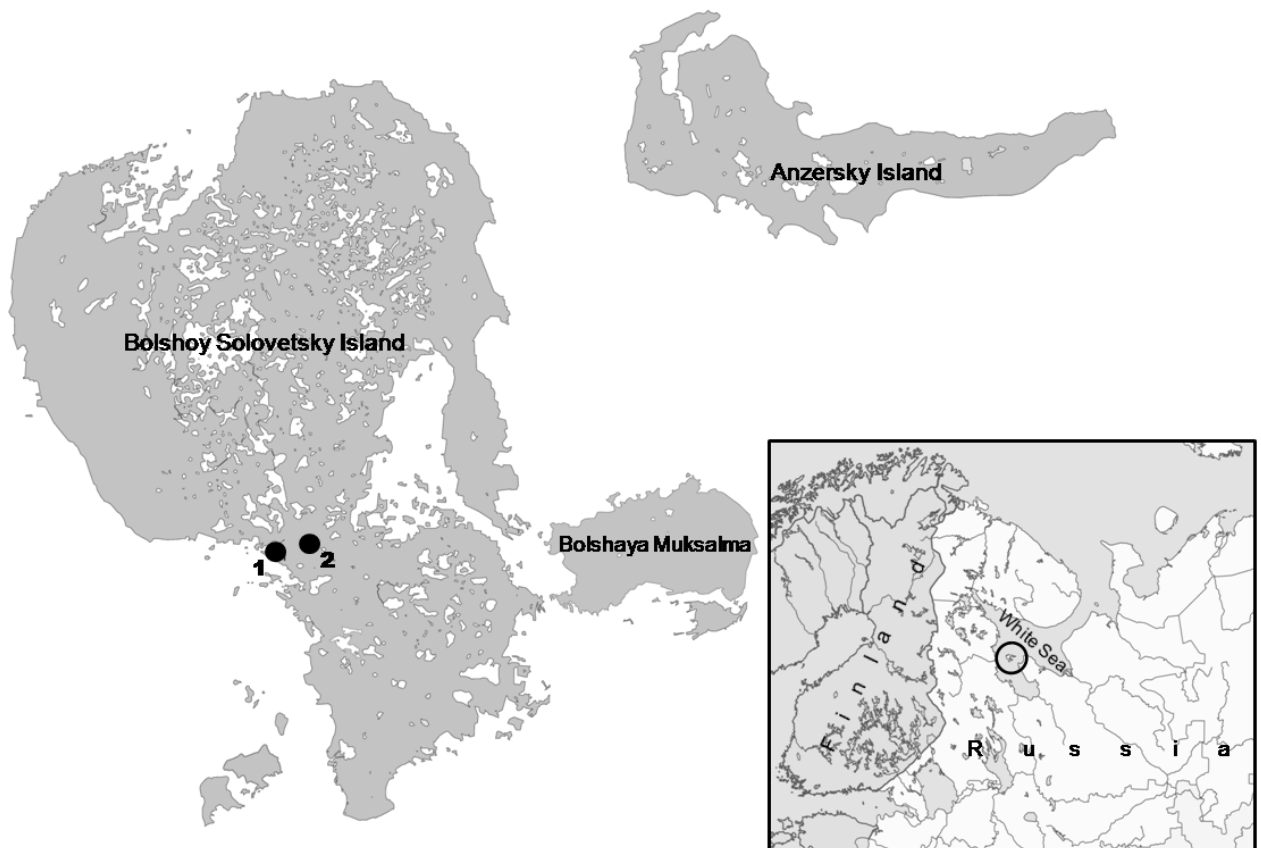 Anzersky Island
Bolshoy Solovetsky Island
Bolshaya Muksalma
1
2
Finland
White Sea
Russia